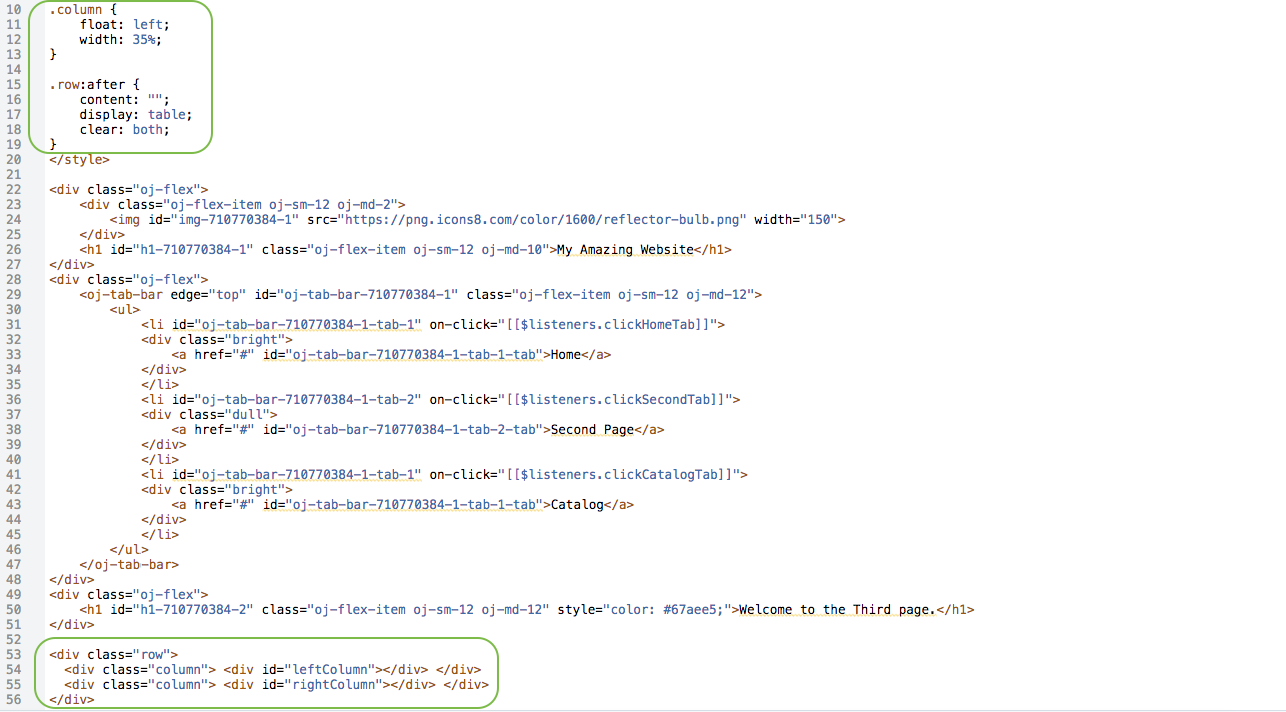 10 .column {
11     float: left;
12     width: 35%;
13 }
14
15 .row:after {
16     content: "";
17     display: table;
18     clear: both;
19 }
20 </style>
21
22 <div class="oj-flex">
23     <div class="oj-flex-item oj-sm-12 oj-md-2">
24         <img id="img-710770384-1" src="https://png.icons8.com/color/1600/reflector-bulb.png" width="150">
25     </div>
26     <h1 id="h1-710770384-1" class="oj-flex-item oj-sm-12 oj-md-10">My Amazing Website</h1>
27 </div>
28 <div class="oj-flex">
29     <oj-tab-bar edge="top" id="oj-tab-bar-710770384-1" class="oj-flex-item oj-sm-12 oj-md-12">
30         <ul>
31             <li id="oj-tab-bar-710770384-1-tab-1" on-click="[[$listeners.clickHomeTab]]">
32             <div class="bright">
33                 <a href="#" id="oj-tab-bar-710770384-1-tab-1-tab">Home</a>
34             </div>
35             </li>
36             <li id="oj-tab-bar-710770384-1-tab-2" on-click="[[$listeners.clickSecondTab]]">
37             <div class="dull">
38                 <a href="#" id="oj-tab-bar-710770384-1-tab-2-tab">Second Page</a>
39             </div>
40             </li>
41             <li id="oj-tab-bar-710770384-1-tab-1" on-click="[[$listeners.clickCatalogTab]]">
42             <div class="bright">
43                 <a href="#" id="oj-tab-bar-710770384-1-tab-1-tab">Catalog</a>
44             </div>
45             </li>
46         </ul>
47     </oj-tab-bar>
48 </div>
49 <div class="oj-flex">
50     <h1 id="h1-710770384-2" class="oj-flex-item oj-sm-12 oj-md-12" style="color: #67aee5;">Welcome to the Third page.</h1>
51 </div>
52
53 <div class="row">
54   <div class="column"> <div id="leftColumn"></div> </div>
55   <div class="column"> <div id="rightColumn"></div> </div>
56 </div>